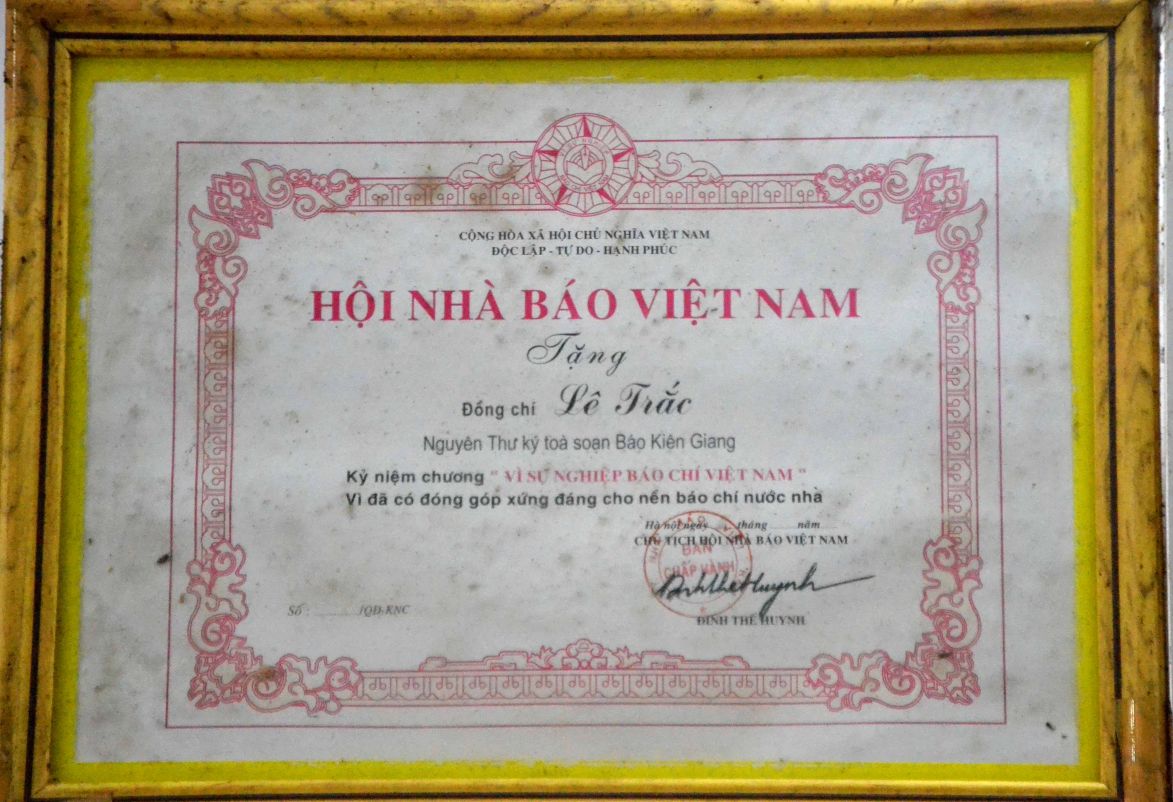 CỘNG HÒA XÃ HỘI CHỦ NGHĨA VIỆT NAM
ĐỘC LẬP - TỰ DO - HẠNH PHÚC
HỘI NHÀ BÁO VIỆT NAM
Tặng
Đồng chí Lê Trắc
Nguyên Thư ký toà soạn Báo Kiên Giang
Kỷ niệm chương " VÌ SỰ NGHIỆP BÁO CHÍ VIỆT NAM "
Vì đã có đóng góp xứng đáng cho nền báo chí nước nhà
Hà nội ngày ..... tháng ..... năm .....
CHỦ TỊCH HỘI NHÀ BÁO VIỆT NAM
BAN
CHẤP HÀNH
ĐINH THẾ HUYNH
Số : ............/QĐ-KNC